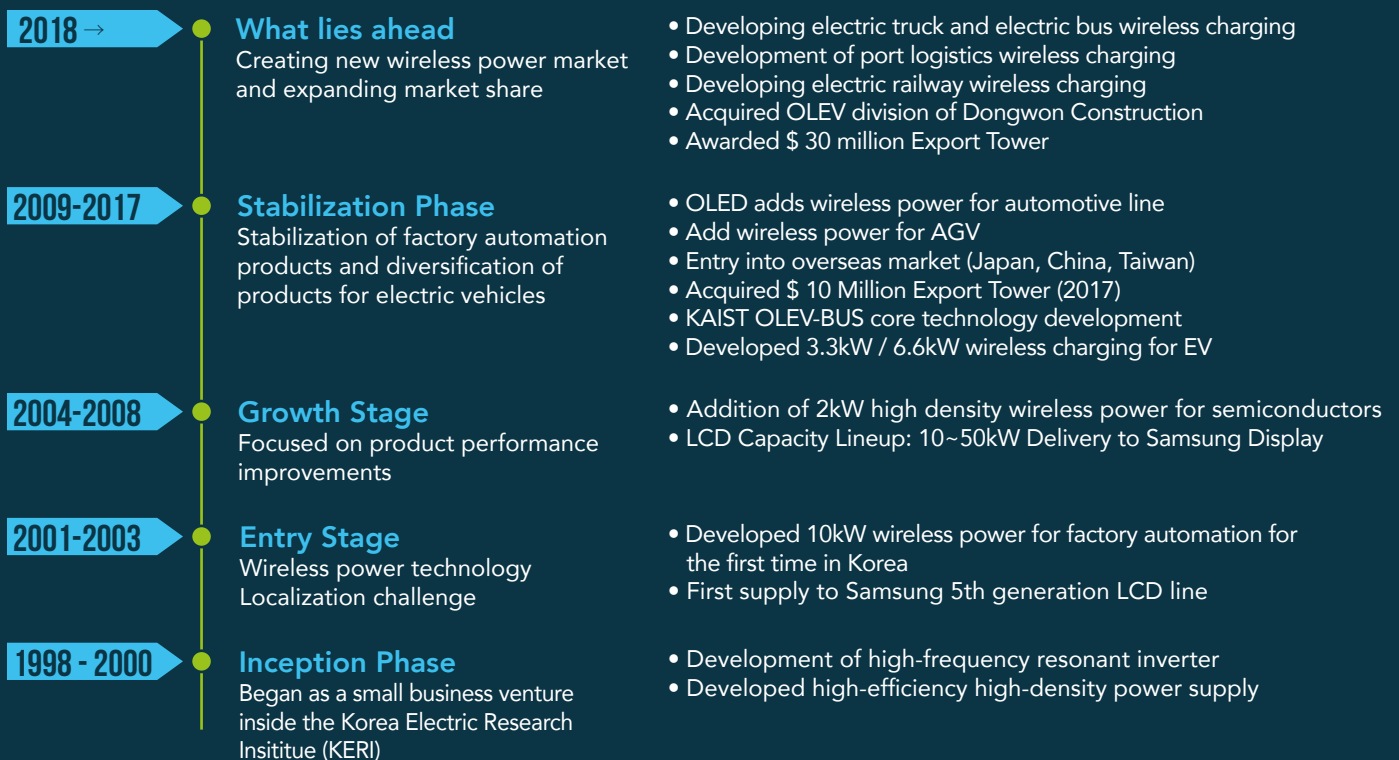 2018 →
What lies ahead
Creating new wireless power market
and expanding market share
• Developing electric truck and electric bus wireless charging
• Development of port logistics wireless charging
• Developing electric railway wireless charging
• Acquired OLEV division of Dongwon Construction
• Awarded $ 30 million Export Tower
2009-2017
Stabilization Phase
Stabilization of factory automation
products and diversification of
products for electric vehicles
• OLED adds wireless power for automotive line
• Add wireless power for AGV
• Entry into overseas market (Japan, China, Taiwan)
• Acquired $ 10 Million Export Tower (2017)
• KAIST OLEV-BUS core technology development
• Developed 3.3kW / 6.6kW wireless charging for EV
2004-2008
Growth Stage
Focused on product performance
improvements
• Addition of 2kW high density wireless power for semiconductors
• LCD Capacity Lineup: 10~50kW Delivery to Samsung Display
2001-2003
Entry Stage
Wireless power technology
Localization challenge
• Developed 10kW wireless power for factory automation for
the first time in Korea
• First supply to Samsung 5th generation LCD line
1998 - 2000
Inception Phase
Began as a small business venture
inside the Korea Electric Research
Insititue (KERI)
• Development of high-frequency resonant inverter
• Developed high-efficiency high-density power supply